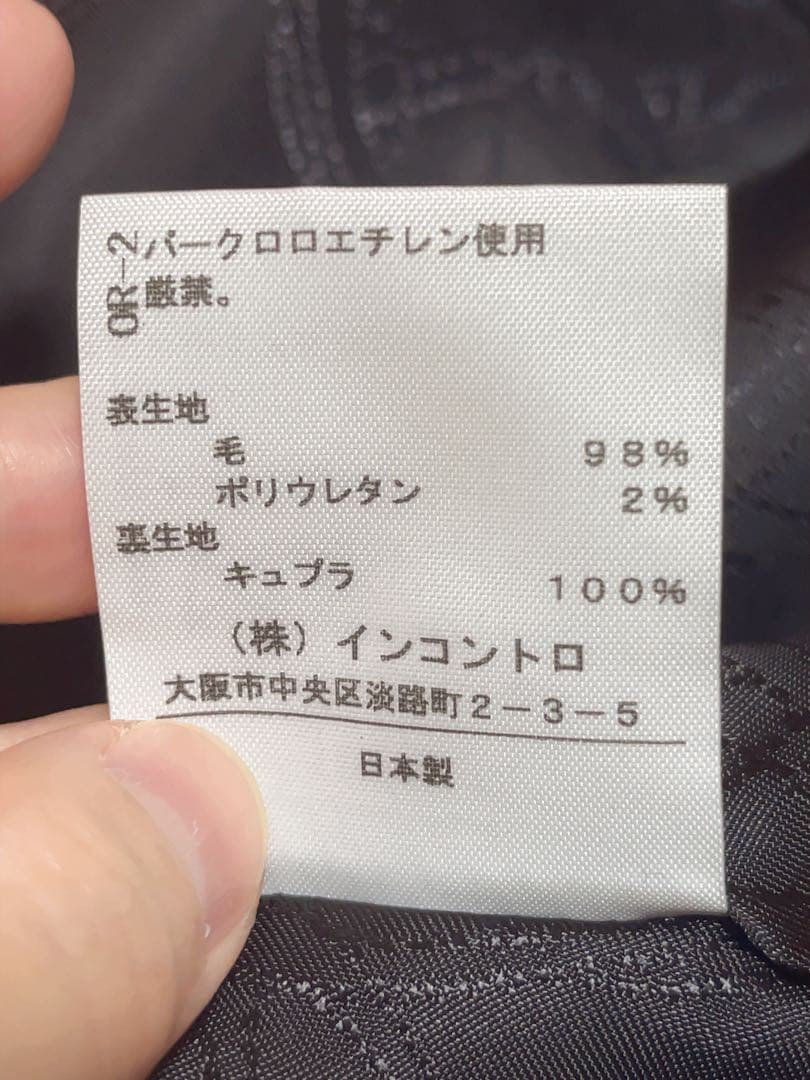 OR-2
パークロロエチレン使用
厳禁。
表生地
毛 98%
ポリウレタン 2%
裏生地
キュプラ 100%
（株）インコントロ
大阪市中央区淡路町2-3-5
日本製